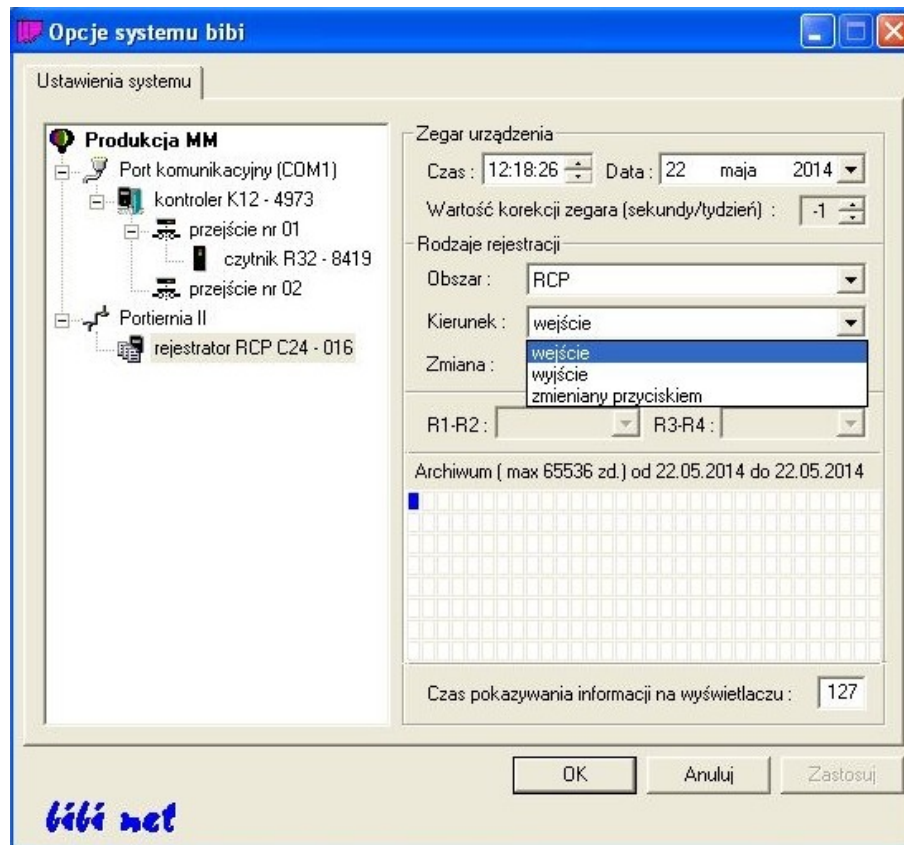 Opcje systemu bibi
Ustawienia systemu
Produkcja MM
Port komunikacyjny (COM1)
kontroler K12 - 4973
przejście nr 01
czytnik R32 - 8419
przejście nr 02
Portiernia II
rejestrator RCP C24 - 016
Zegar urządzenia
Czas : 12:18:26 Data : 22 maja 2014
Wartość korekcji zegara (sekundy/tydzień) : -1
Rodzaje rejestracji
Obszar : RCP
Kierunek : wejście
wejście
Zmiana :
wyjście
zmieniany przyciskiem
R1-R2 : R3-R4 :
Archiwum ( max 65536 zd.) od 22.05.2014 do 22.05.2014
Czas pokazywania informacji na wyświetlaczu : 127
OK Anuluj Zastosuj
bibi net